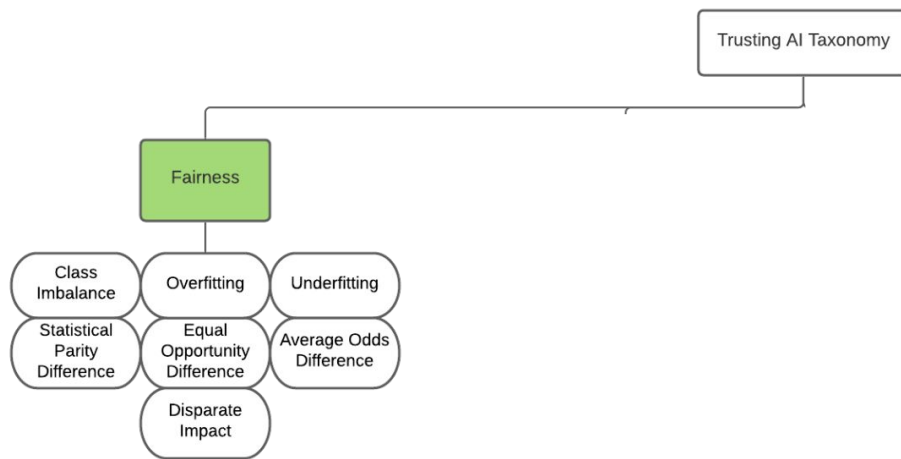 Trusting AI Taxonomy
Fairness
Class
Imbalance
Overfitting
Underfitting
Statistical
Parity
Difference
Equal
Opportunity
Difference
Average Odds
Difference
Disparate
Impact